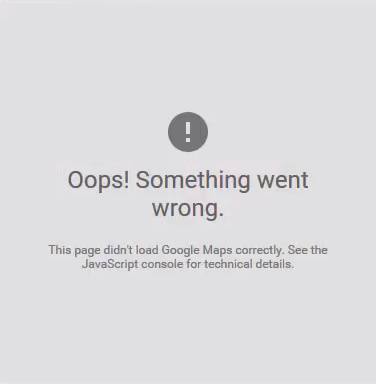 Oops! Something went
wrong.
This page didn't load Google Maps correctly. See the
JavaScript console for technical details.